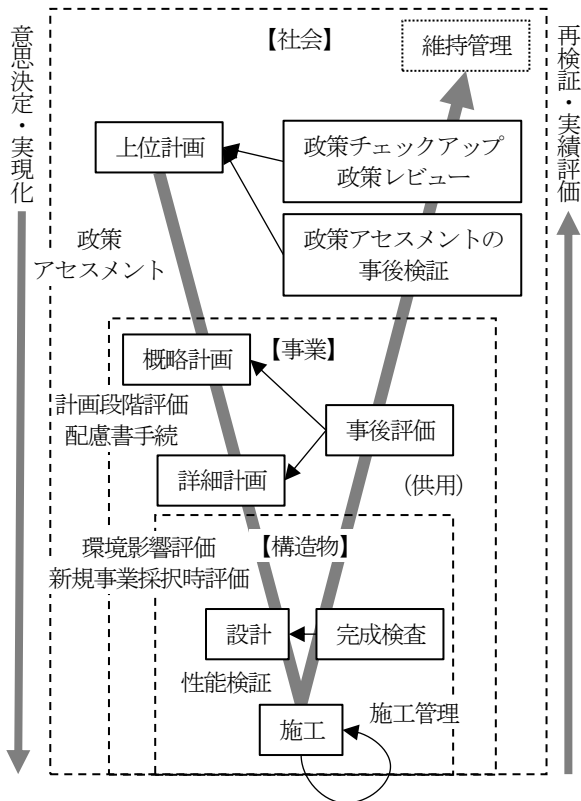 意思決定・実現化
【社会】
維持管理
再検証・実績評価
上位計画
政策チェックアップ
政策レビュー
政策アセスメントの
事後検証
政策
アセスメント
概略計画
【事業】
計画段階評価
配慮書手続
事後評価
詳細計画
(供用)
環境影響評価
新規事業採択時評価
【構造物】
設計
完成検査
性能検証
施工
施工管理